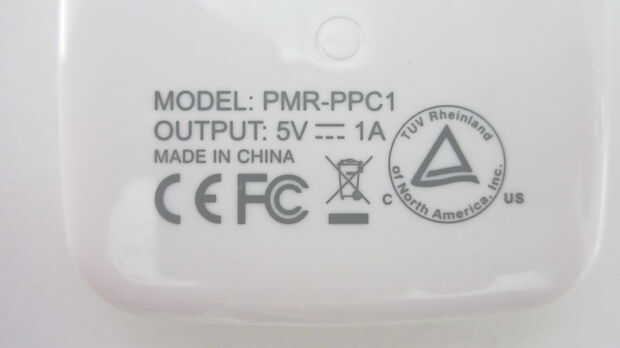 MODEL: PMR-PPC1
OUTPUT: 5V ⎓ 1A
MADE IN CHINA
CE FC
TUV Rheinland
of North America, Inc.
C US